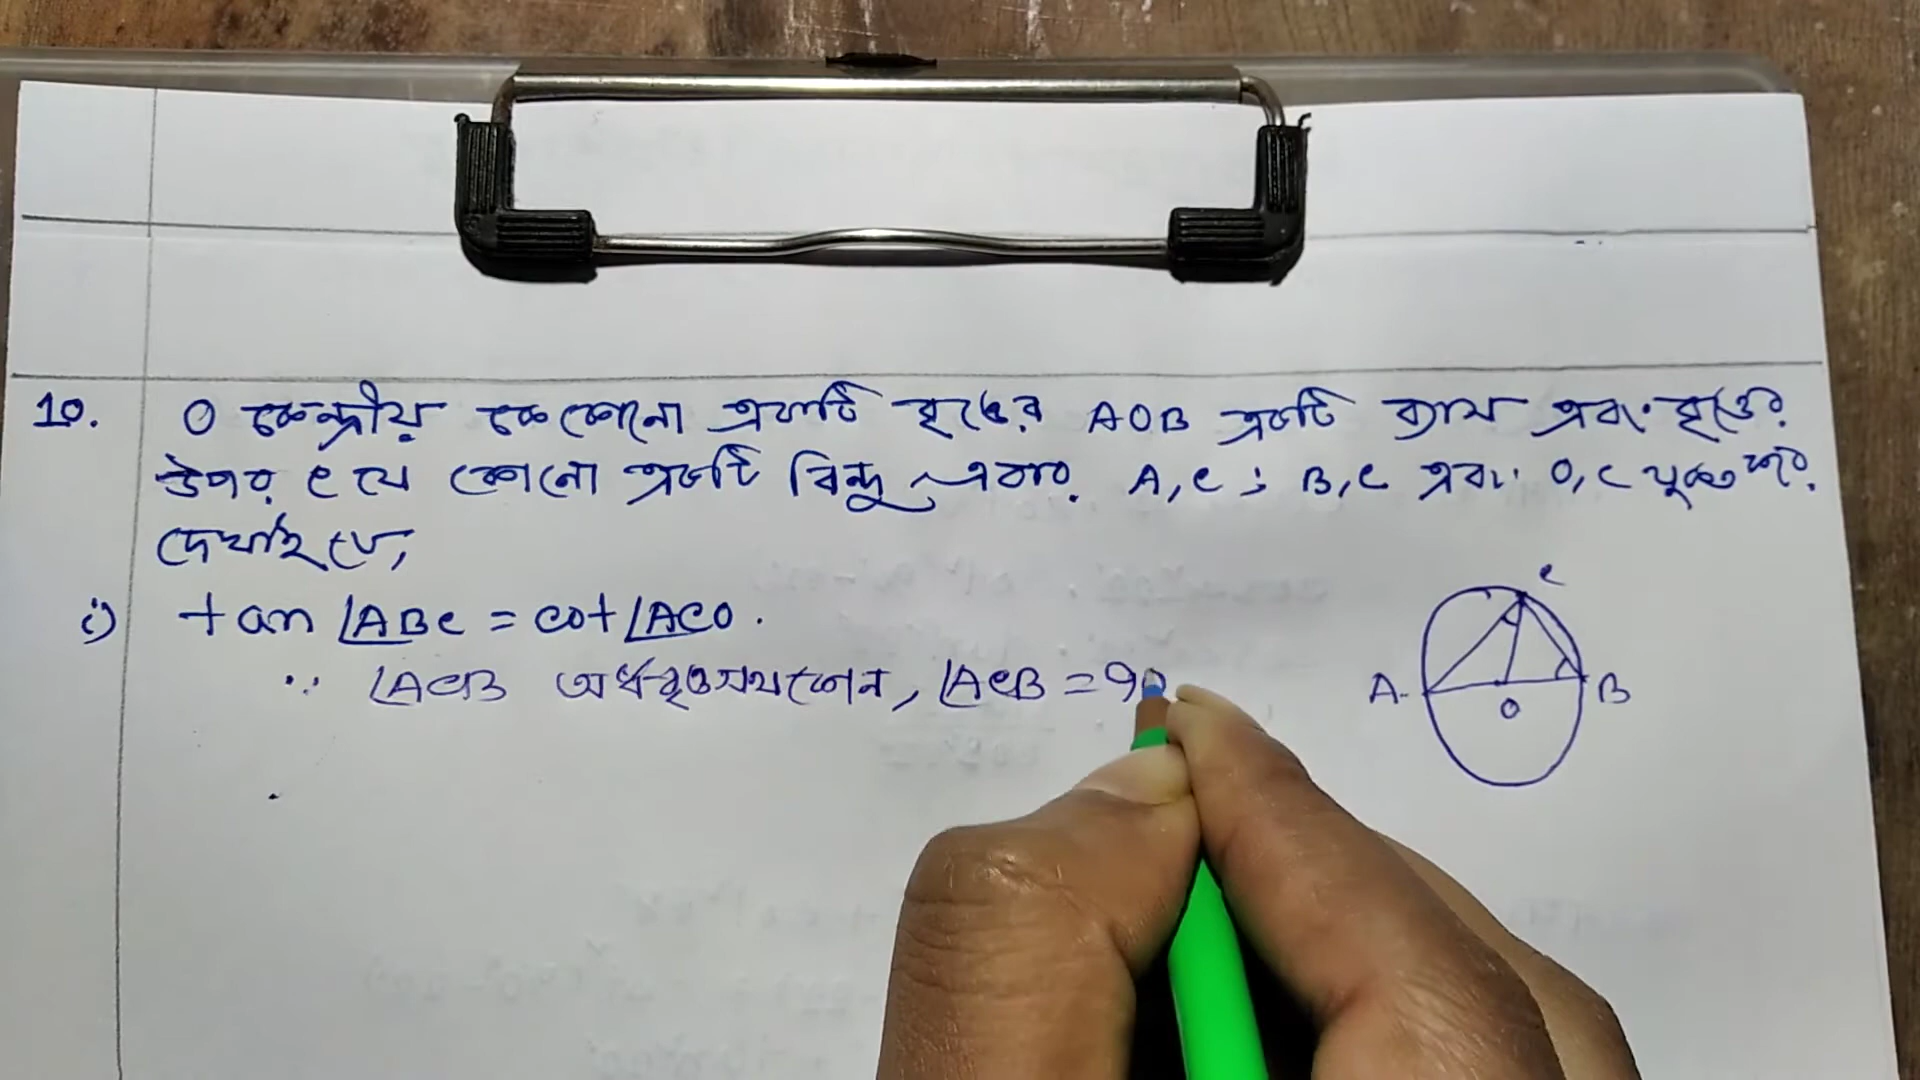 10. O কেন্দ্রীয় যে কোনো একটি বৃত্তের AOB একটি ব্যাস এবং বৃত্তের
উপর C যে কোনো একটি বিন্দু A, C ; B, C এবং O, C যুক্ত করে
দেখাই যে,
i) tan ∠ABC = cot ∠ACO.
∵ ∠ACB অর্ধবৃত্তস্থ কোন, ∠ACB = 90
C
A
B
O